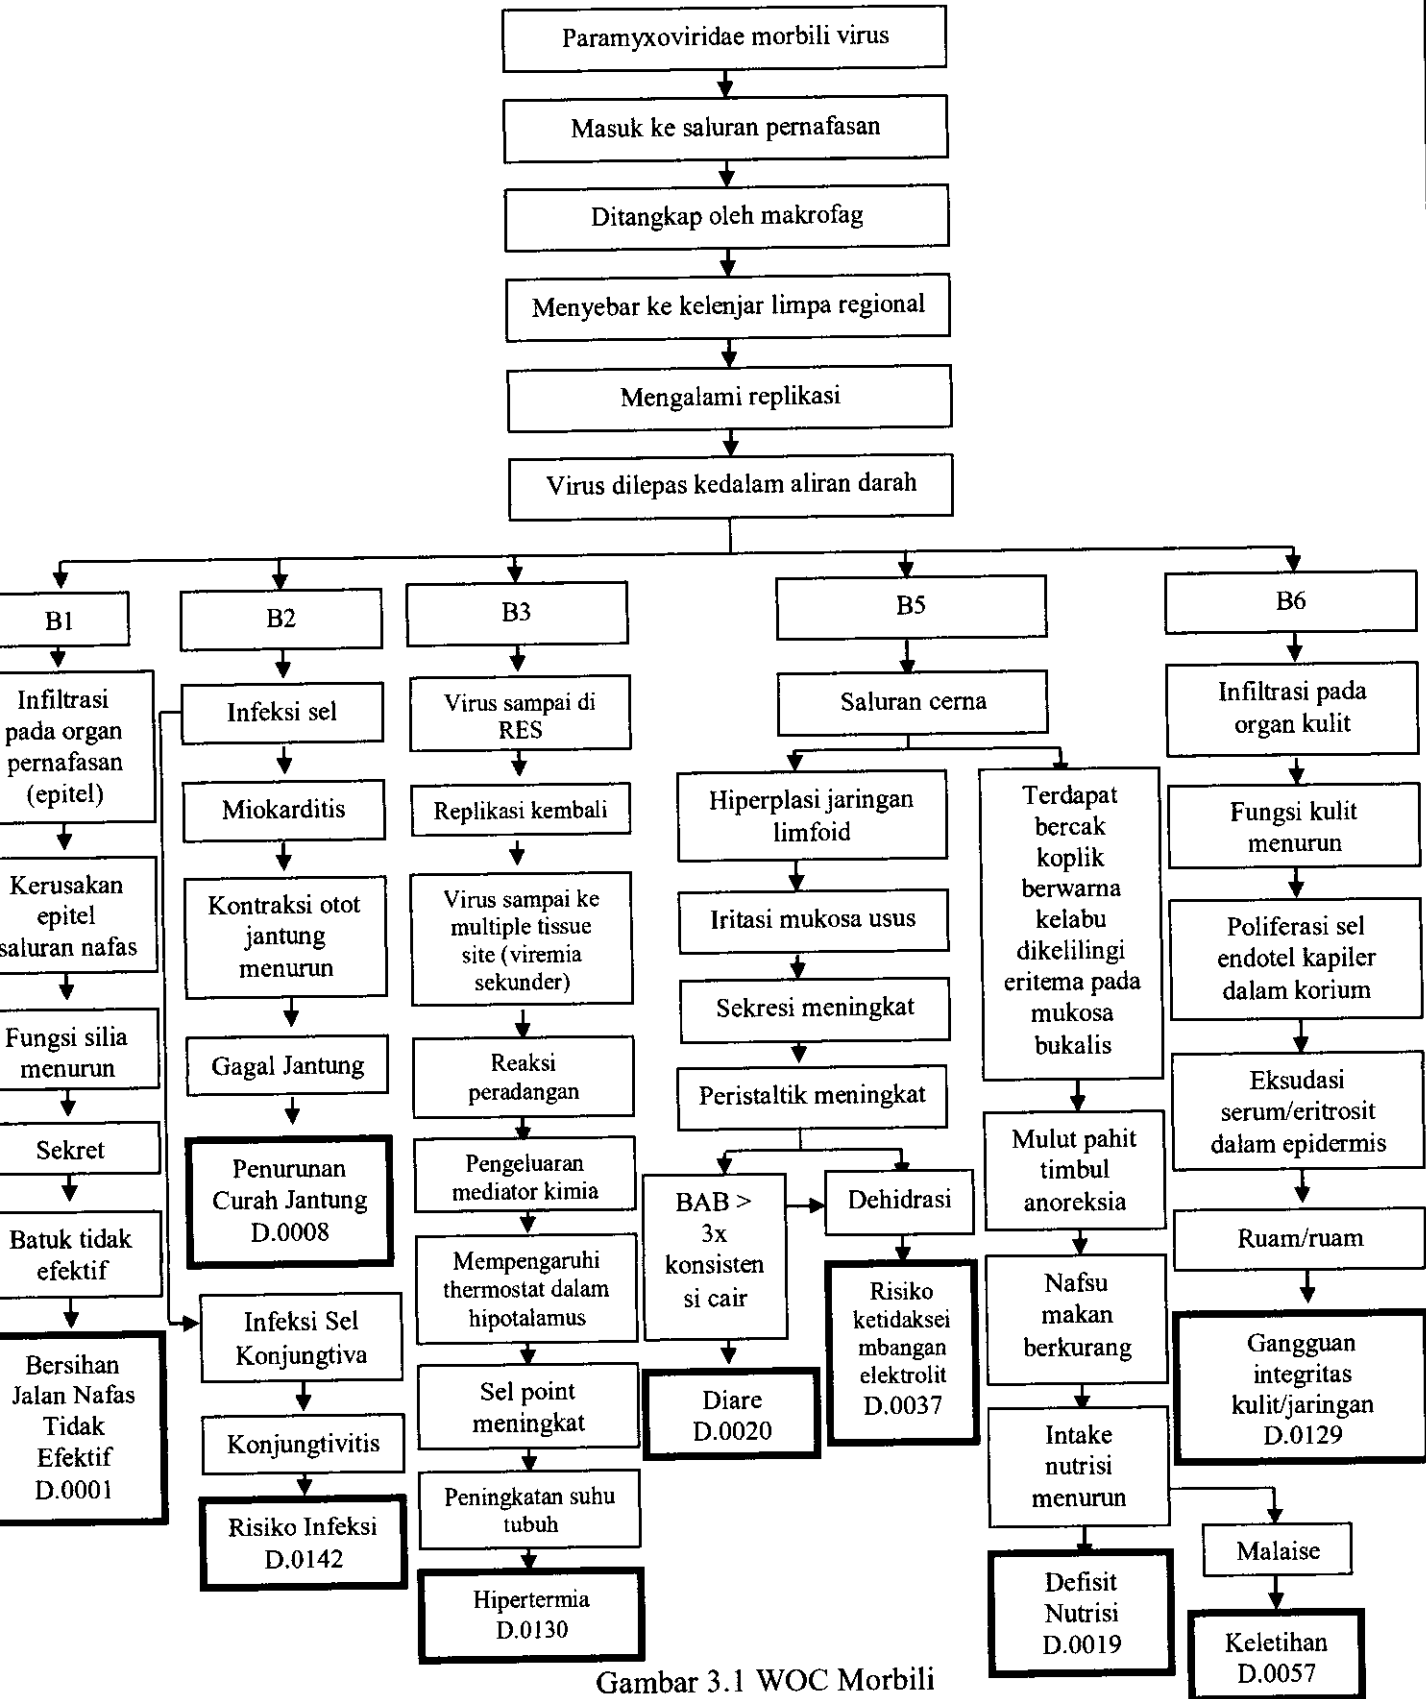 Paramyxoviridae morbili virus
Masuk ke saluran pernafasan
Ditangkap oleh makrofag
Menyebar ke kelenjar limpa regional
Mengalami replikasi
Virus dilepas kedalam aliran darah
B1
Infiltrasi
pada organ
pernafasan
(epitel)
Kerusakan
epitel
saluran nafas
Fungsi silia
menurun
Sekret
Batuk tidak
efektif
Bersihan
Jalan Nafas
Tidak
Efektif
D.0001
B2
Infeksi sel
Miokarditis
Kontraksi otot
jantung
menurun
Gagal Jantung
Penurunan
Curah Jantung
D.0008
Infeksi Sel
Konjungtiva
Konjungtivitis
Risiko Infeksi
D.0142
B3
Virus sampai di
RES
Replikasi kembali
Virus sampai ke
multiple tissue
site (viremia
sekunder)
Reaksi
peradangan
Pengeluaran
mediator kimia
Mempengaruhi
thermostat dalam
hipotalamus
Sel point
meningkat
Peningkatan suhu
tubuh
Hipertermia
D.0130
B5
Saluran cerna
Hiperplasi jaringan
limfoid
Iritasi mukosa usus
Sekresi meningkat
Peristaltik meningkat
BAB >
3x
konsisten
si cair
Diare
D.0020
Dehidrasi
Risiko
ketidaksei
mbangan
elektrolit
D.0037
Terdapat
bercak
koplik
berwarna
kelabu
dikelilingi
eritema pada
mukosa
bukalis
Mulut pahit
timbul
anoreksia
Nafsu
makan
berkurang
Intake
nutrisi
menurun
Defisit
Nutrisi
D.0019
Malaise
Keletihan
D.0057
B6
Infiltrasi pada
organ kulit
Fungsi kulit
menurun
Poliferasi sel
endotel kapiler
dalam korium
Eksudasi
serum/eritrosit
dalam epidermis
Ruam/ruam
Gangguan
integritas
kulit/jaringan
D.0129
Gambar 3.1 WOC Morbili